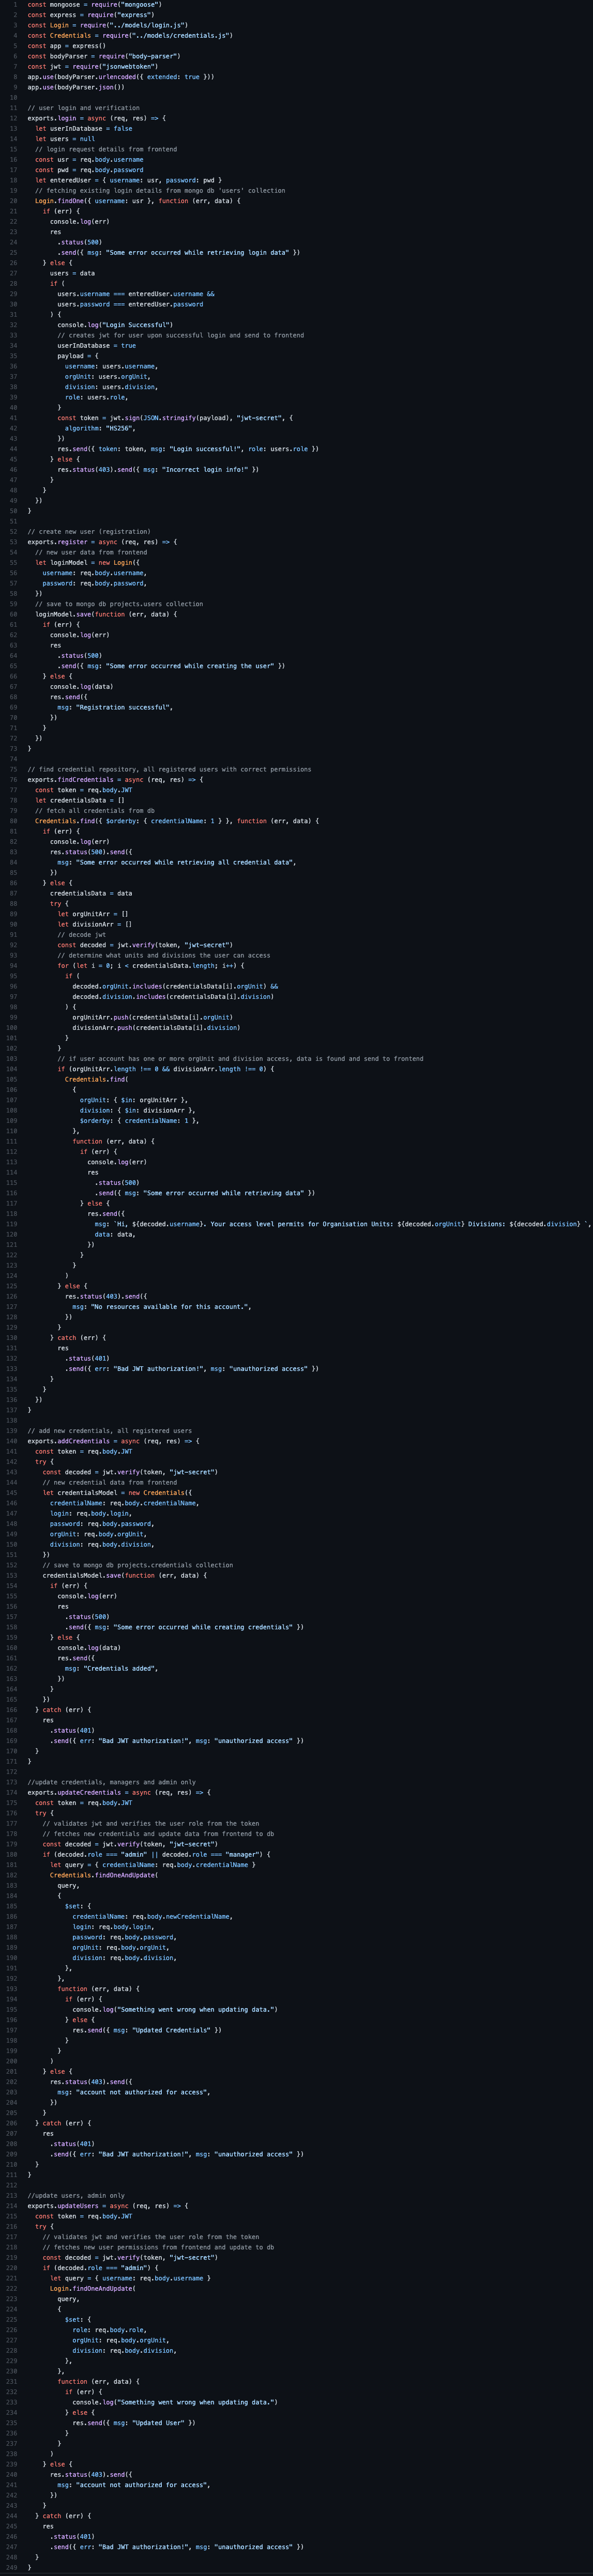 1 const mongoose = require("mongoose")
2 const express = require("express")
3 const Login = require("../models/login.js")
4 const Credentials = require("../models/credentials.js")
5 const app = express()
6 const bodyParser = require("body-parser")
7 const jwt = require("jsonwebtoken")
8 app.use(bodyParser.urlencoded({ extended: true }))
9 app.use(bodyParser.json())
10
11 // user login and verification
12 exports.login = async (req, res) => {
13 let userInDatabase = false
14 let users = null
15 // login request details from frontend
16 const usr = req.body.username
17 const pwd = req.body.password
18 let enteredUser = { username: usr, password: pwd }
19 // fetching existing login details from mongo db 'users' collection
20 Login.findOne({ username: usr }, function (err, data) {
21 if (err) {
22 console.log(err)
23 res
24 .status(500)
25 .send({ msg: "Some error occurred while retrieving login data" })
26 } else {
27 users = data
28 if (
29 users.username === enteredUser.username &&
30 users.password === enteredUser.password
31 ) {
32 console.log("Login Successful")
33 // creates jwt for user upon successful login and send to frontend
34 userInDatabase = true
35 payload = {
36 username: users.username,
37 orgUnit: users.orgUnit,
38 division: users.division,
39 role: users.role,
40 }
41 const token = jwt.sign(JSON.stringify(payload), "jwt-secret", {
42 algorithm: "HS256",
43 })
44 res.send({ token: token, msg: "Login successful!", role: users.role })
45 } else {
46 res.status(403).send({ msg: "Incorrect login info!" })
47 }
48 }
49 })
50 }
51
52 // create new user (registration)
53 exports.register = async (req, res) => {
54 // new user data from frontend
55 let loginModel = new Login({
56 username: req.body.username,
57 password: req.body.password,
58 })
59 // save to mongo db projects.users collection
60 loginModel.save(function (err, data) {
61 if (err) {
62 console.log(err)
63 res
64 .status(500)
65 .send({ msg: "Some error occurred while creating the user" })
66 } else {
67 console.log(data)
68 res.send({
69 msg: "Registration successful",
70 })
71 }
72 })
73 }
74
75 // find credential repository, all registered users with correct permissions
76 exports.findCredentials = async (req, res) => {
77 const token = req.body.JWT
78 let credentialsData = []
79 // fetch all credentials from db
80 Credentials.find({ $orderby: { credentialName: 1 } }, function (err, data) {
81 if (err) {
82 console.log(err)
83 res.status(500).send({
84 msg: "Some error occurred while retrieving all credential data",
85 })
86 } else {
87 credentialsData = data
88 try {
89 let orgUnitArr = []
90 let divisionArr = []
91 // decode jwt
92 const decoded = jwt.verify(token, "jwt-secret")
93 // determine what units and divisions the user can access
94 for (let i = 0; i < credentialsData.length; i++) {
95 if (
96 decoded.orgUnit.includes(credentialsData[i].orgUnit) &&
97 decoded.division.includes(credentialsData[i].division)
98 ) {
99 orgUnitArr.push(credentialsData[i].orgUnit)
100 divisionArr.push(credentialsData[i].division)
101 }
102 }
103 // if user account has one or more orgUnit and division access, data is found and send to frontend
104 if (orgUnitArr.length !== 0 && divisionArr.length !== 0) {
105 Credentials.find(
106 {
107 orgUnit: { $in: orgUnitArr },
108 division: { $in: divisionArr },
109 $orderby: { credentialName: 1 },
110 },
111 function (err, data) {
112 if (err) {
113 console.log(err)
114 res
115 .status(500)
116 .send({ msg: "Some error occurred while retrieving data" })
117 } else {
118 res.send({
119 msg: `Hi, ${decoded.username}. Your access level permits for Organisation Units: ${decoded.orgUnit} Divisions: ${decoded.division} `,
120 data: data,
121 })
122 }
123 }
124 )
125 } else {
126 res.status(403).send({
127 msg: "No resources available for this account.",
128 })
129 }
130 } catch (err) {
131 res
132 .status(401)
133 .send({ err: "Bad JWT authorization!", msg: "unauthorized access" })
134 }
135 }
136 })
137 }
138
139 // add new credentials, all registered users
140 exports.addCredentials = async (req, res) => {
141 const token = req.body.JWT
142 try {
143 const decoded = jwt.verify(token, "jwt-secret")
144 // new credential data from frontend
145 let credentialsModel = new Credentials({
146 credentialName: req.body.credentialName,
147 login: req.body.login,
148 password: req.body.password,
149 orgUnit: req.body.orgUnit,
150 division: req.body.division,
151 })
152 // save to mongo db projects.credentials collection
153 credentialsModel.save(function (err, data) {
154 if (err) {
155 console.log(err)
156 res
157 .status(500)
158 .send({ msg: "Some error occurred while creating credentials" })
159 } else {
160 console.log(data)
161 res.send({
162 msg: "Credentials added",
163 })
164 }
165 })
166 } catch (err) {
167 res
168 .status(401)
169 .send({ err: "Bad JWT authorization!", msg: "unauthorized access" })
170 }
171 }
172
173 //update credentials, managers and admin only
174 exports.updateCredentials = async (req, res) => {
175 const token = req.body.JWT
176 try {
177 // validates jwt and verifies the user role from the token
178 // fetches new credentials and update data from frontend to db
179 const decoded = jwt.verify(token, "jwt-secret")
180 if (decoded.role === "admin" || decoded.role === "manager") {
181 let query = { credentialName: req.body.credentialName }
182 Credentials.findOneAndUpdate(
183 query,
184 {
185 $set: {
186 credentialName: req.body.newCredentialName,
187 login: req.body.login,
188 password: req.body.password,
189 orgUnit: req.body.orgUnit,
190 division: req.body.division,
191 },
192 },
193 function (err, data) {
194 if (err) {
195 console.log("Something went wrong when updating data.")
196 } else {
197 res.send({ msg: "Updated Credentials" })
198 }
199 }
200 )
201 } else {
202 res.status(403).send({
203 msg: "account not authorized for access",
204 })
205 }
206 } catch (err) {
207 res
208 .status(401)
209 .send({ err: "Bad JWT authorization!", msg: "unauthorized access" })
210 }
211 }
212
213 //update users, admin only
214 exports.updateUsers = async (req, res) => {
215 const token = req.body.JWT
216 try {
217 // validates jwt and verifies the user role from the token
218 // fetches new user permissions from frontend and update to db
219 const decoded = jwt.verify(token, "jwt-secret")
220 if (decoded.role === "admin") {
221 let query = { username: req.body.username }
222 Login.findOneAndUpdate(
223 query,
224 {
225 $set: {
226 role: req.body.role,
227 orgUnit: req.body.orgUnit,
228 division: req.body.division,
229 },
230 },
231 function (err, data) {
232 if (err) {
233 console.log("Something went wrong when updating data.")
234 } else {
235 res.send({ msg: "Updated User" })
236 }
237 }
238 )
239 } else {
240 res.status(403).send({
241 msg: "account not authorized for access",
242 })
243 }
244 } catch (err) {
245 res
246 .status(401)
247 .send({ err: "Bad JWT authorization!", msg: "unauthorized access" })
248 }
249 }